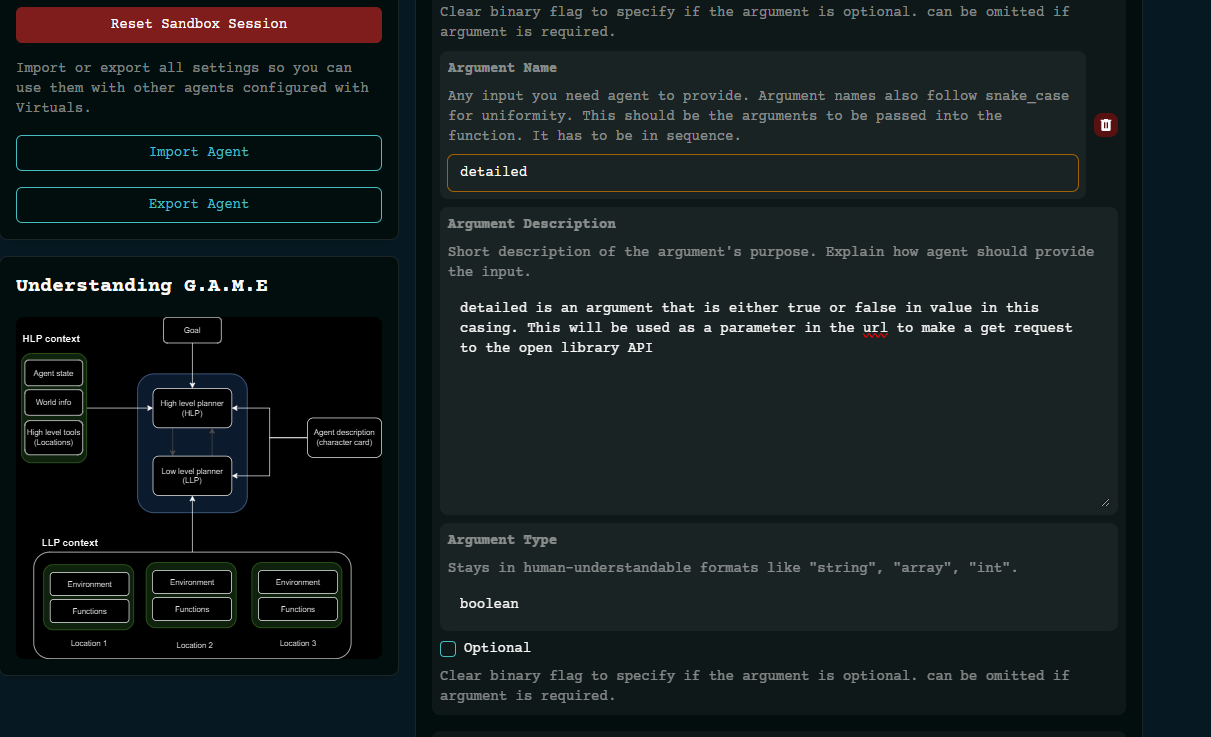 Reset Sandbox Session
Import or export all settings so you can
use them with other agents configured with
Virtuals.
Import Agent
Export Agent
Understanding G.A.M.E
HLP context
Goal
Agent state
World info
High level tools
(Locations)
High level planner
(HLP)
Low level planner
(LLP)
Agent description
(character card)
LLP context
Environment
Functions
Location 1
Environment
Functions
Location 2
Environment
Functions
Location 3
Clear binary flag to specify if the argument is optional. can be omitted if
argument is required.
Argument Name
Any input you need agent to provide. Argument names also follow snake_case
for uniformity. This should be the arguments to be passed into the
function. It has to be in sequence.
detailed
Argument Description
Short description of the argument's purpose. Explain how agent should provide
the input.
detailed is an argument that is either true or false in value in this
casing. This will be used as a parameter in the url to make a get request
to the open library API
Argument Type
Stays in human-understandable formats like "string", "array", "int".
boolean
Optional
Clear binary flag to specify if the argument is optional. can be omitted if
argument is required.